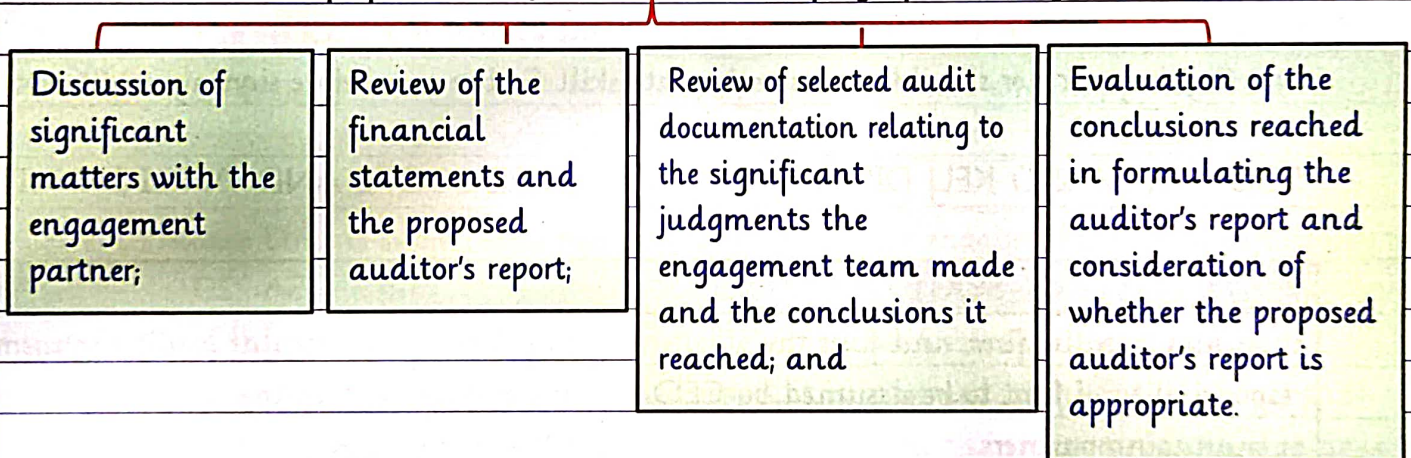 Discussion of
significant
matters with the
engagement
partner;
Review of the
financial
statements and
the proposed
auditor's report;
Review of selected audit
documentation relating to
the significant
judgments the
engagement team made
and the conclusions it
reached; and
Evaluation of the
conclusions reached
in formulating the
auditor's report and
consideration of
whether the proposed
auditor's report is
appropriate.